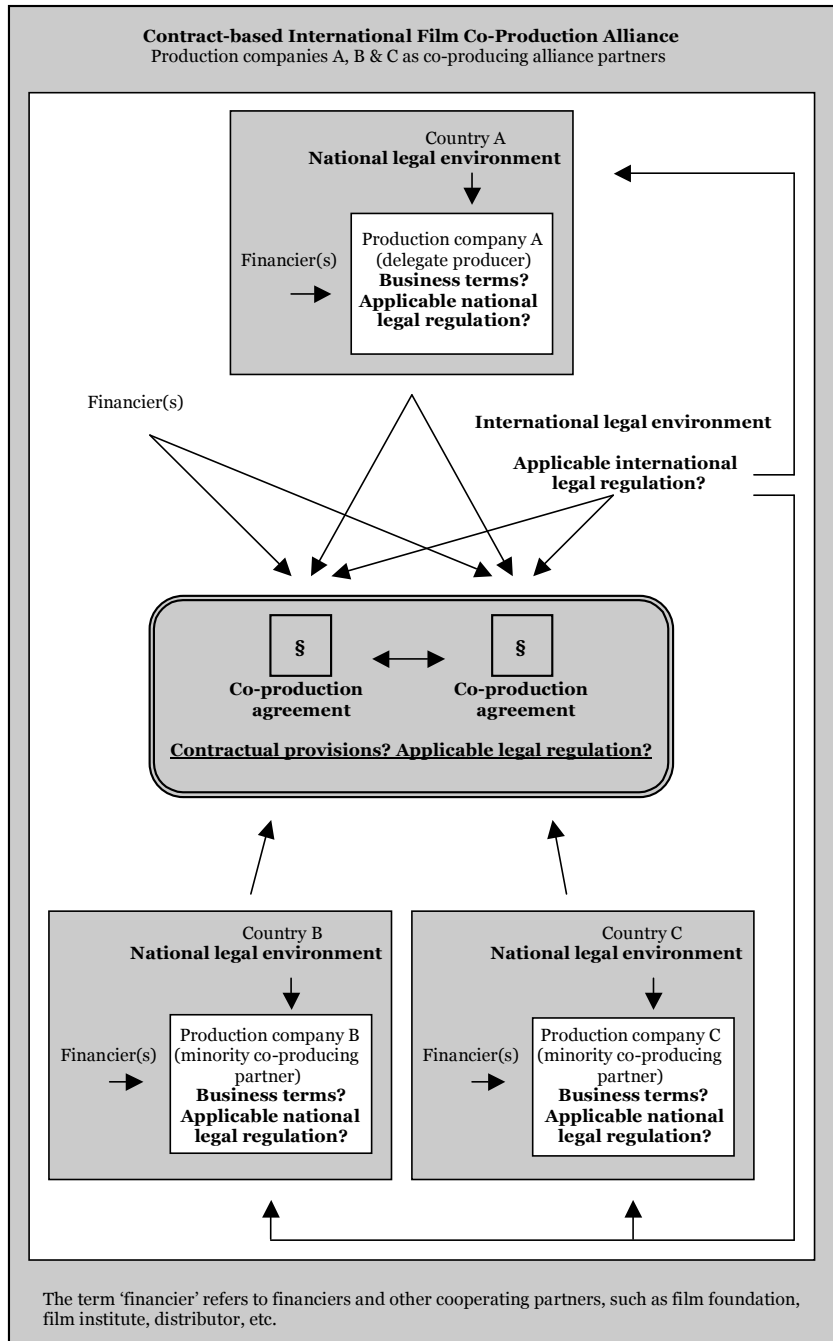 Contract-based International Film Co-Production Alliance
Production companies A, B & C as co-producing alliance partners
Country A
National legal environment
Financier(s)
Production company A
(delegate producer)
Business terms?
Applicable national
legal regulation?
Financier(s)
International legal environment
Applicable international
legal regulation?
§
Co-production
agreement
§
Co-production
agreement
Contractual provisions? Applicable legal regulation?
Country B
National legal environment
Financier(s)
Production company B
(minority co-producing
partner)
Business terms?
Applicable national
legal regulation?
Country C
National legal environment
Financier(s)
Production company C
(minority co-producing
partner)
Business terms?
Applicable national
legal regulation?
The term ‘financier’ refers to financiers and other cooperating partners, such as film foundation,
film institute, distributor, etc.